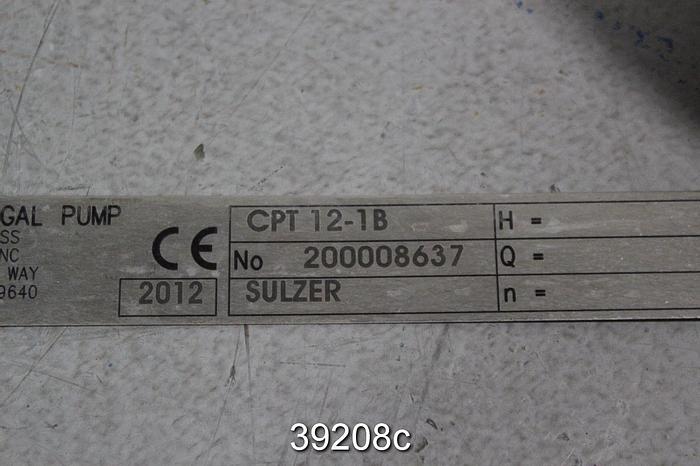 GAL PUMP
SS
NC
WAY
9640
CE
2012
CPT 12-1B
No 200008637
SULZER
H =
Q =
n =
39208c